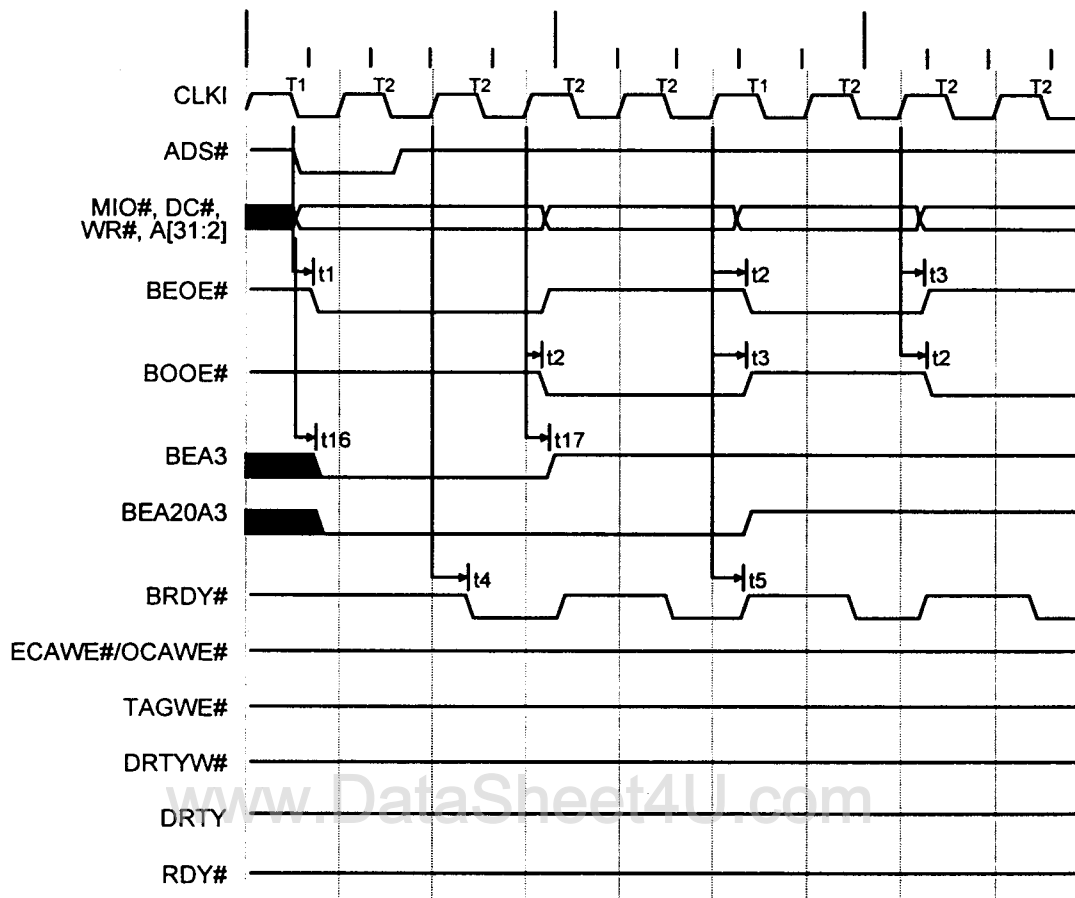 T1 T2 T2 T2 T2 T1 T2 T2 T2
CLKI
ADS#
MIO#, DC#,
WR#, A[31:2]
t1 t2 t3
BEOE#
t2 t3 t2
BOOE#
t16 t17
BEA3
BEA20A3
t4 t5
BRDY#
ECAWE#/OCAWE#
TAGWE#
DRTYW#
www.DataSheet4U.com
DRTY
RDY#